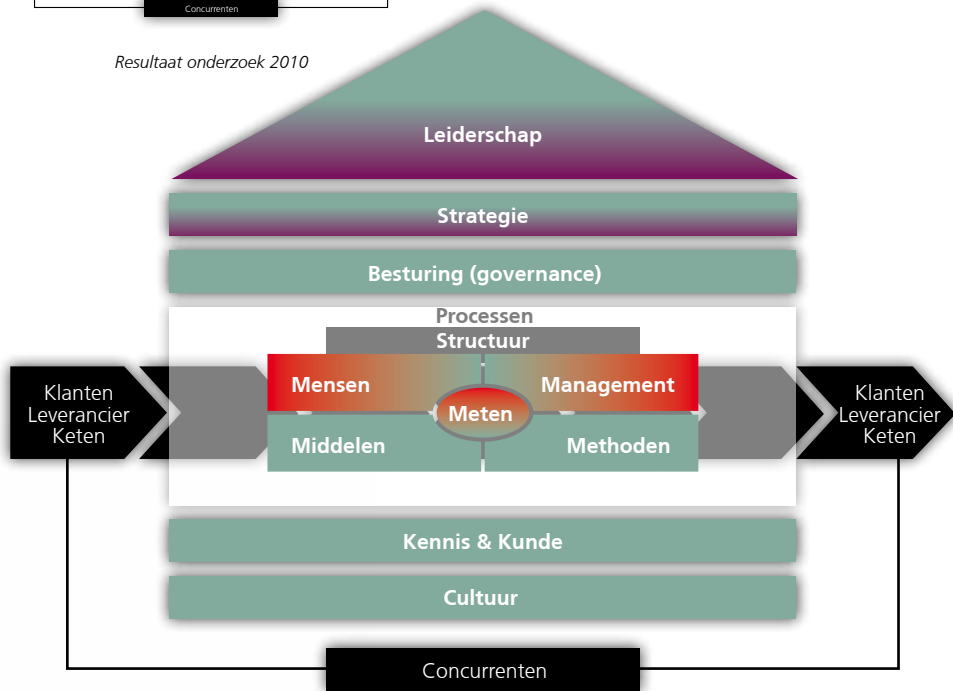 Concurrenten
Resultaat onderzoek 2010
Leiderschap
Strategie
Besturing (governance)
Processen
Structuur
Mensen
Management
Klanten
Leverancier
Keten
Meten
Klanten
Leverancier
Keten
Middelen
Methoden
Kennis & Kunde
Cultuur
Concurrenten